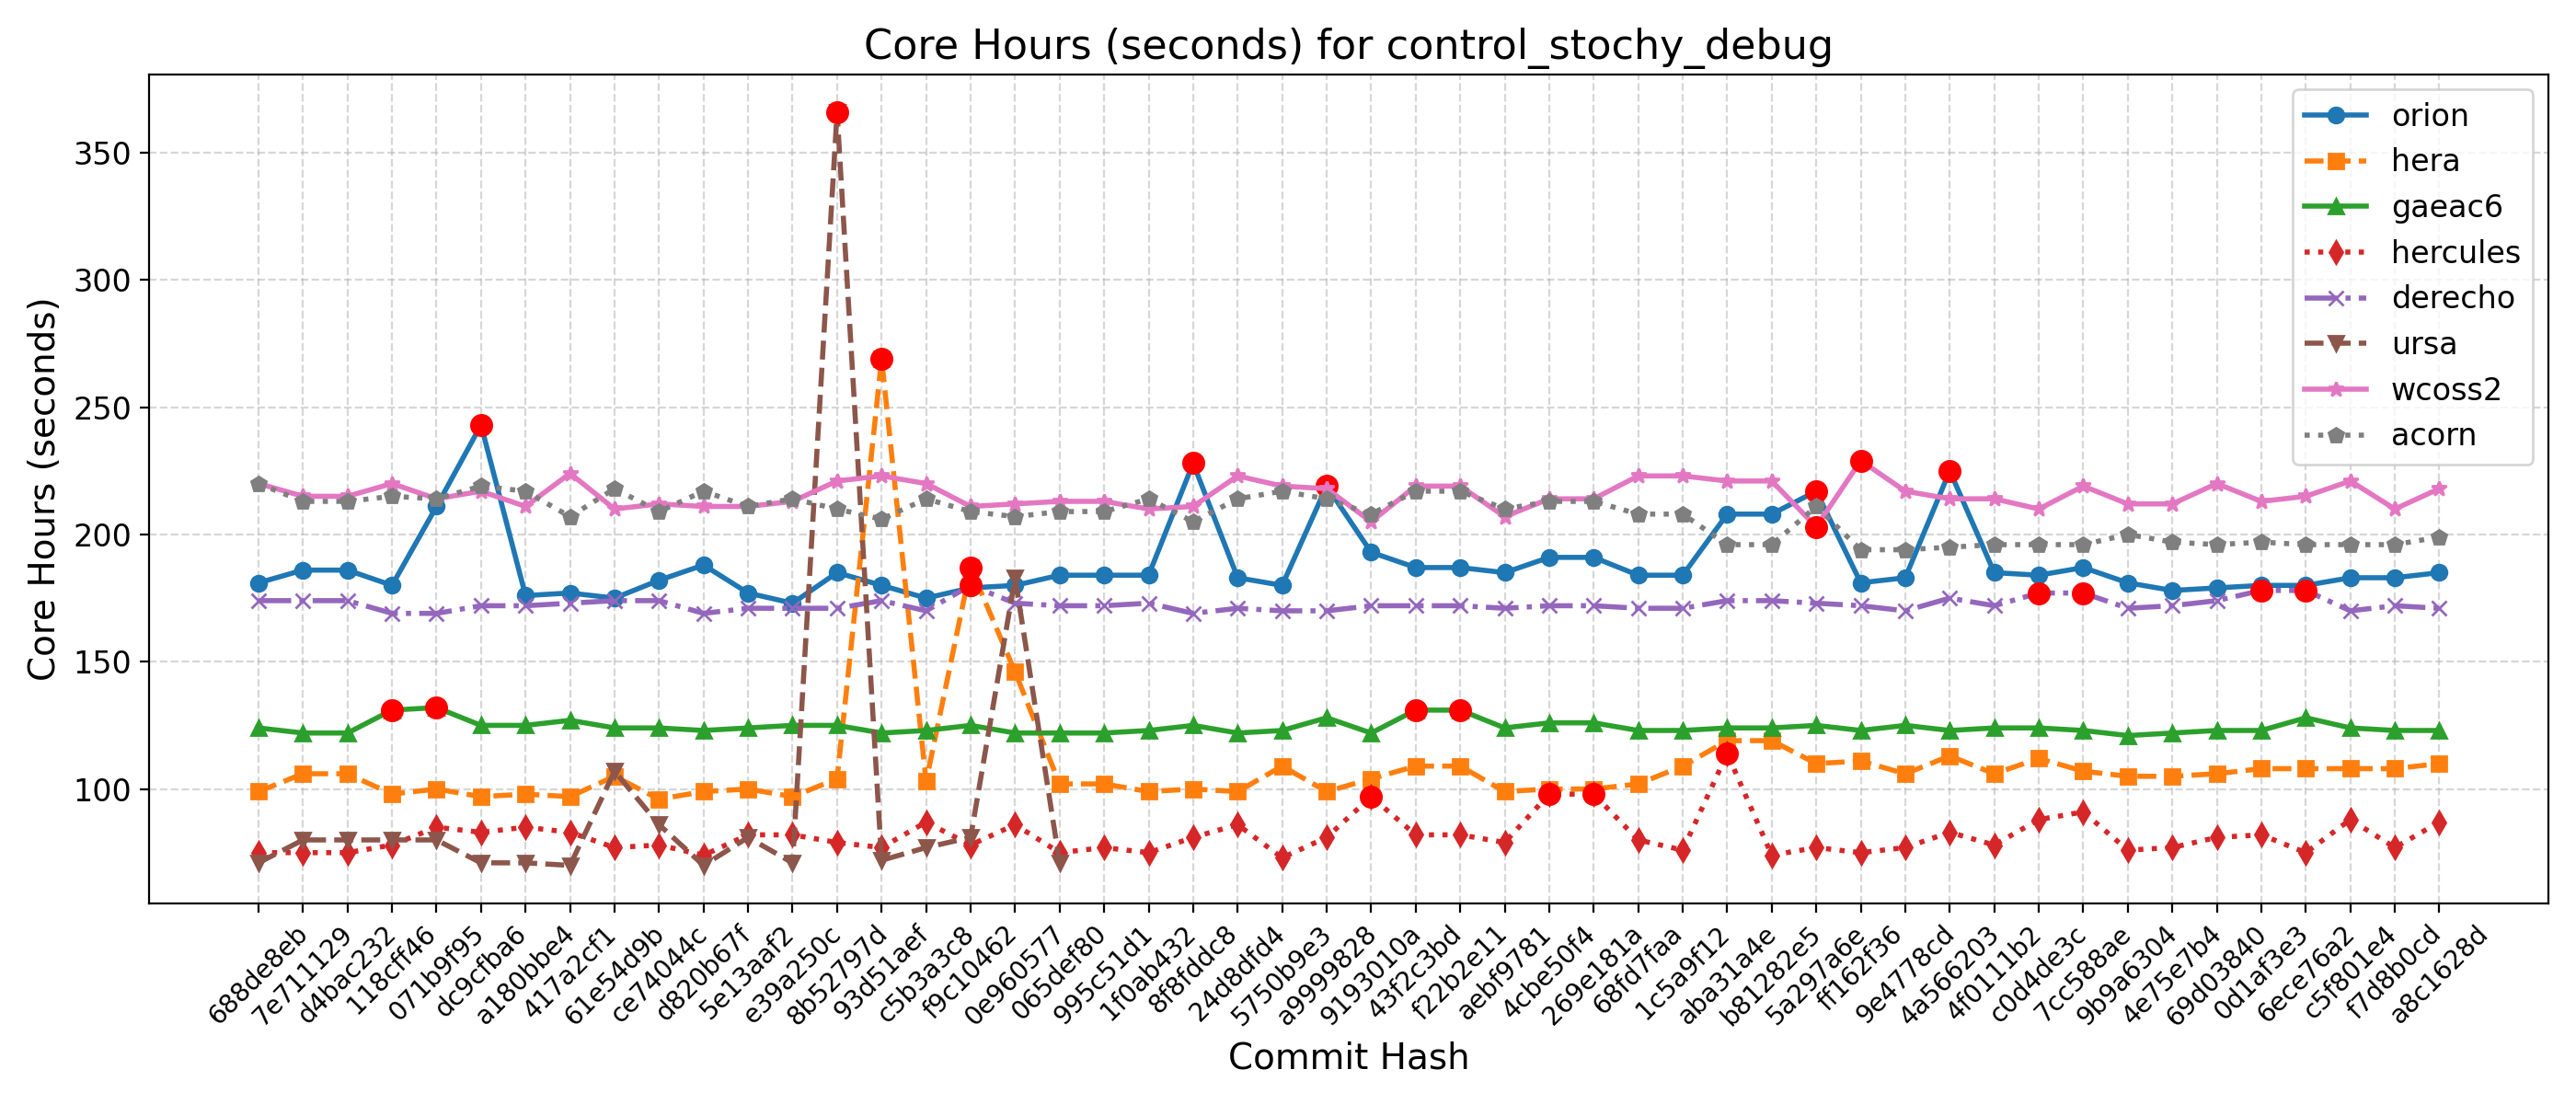 Core Hours (seconds) for control_stochy_debug
Core Hours (seconds)
350
300
250
200
150
100
orion
hera
gaeac6
hercules
derecho
ursa
wcoss2
acorn
688de8eb
7e711129
d4bac232
118cff46
071b9f95
dc9cfba6
a180bbe4
417a2cf1
61e54d9b
ce74044c
d820b67f
5e13aaf2
e39a250c
8b52797d
93d51aef
c5b3a3c8
f9c10462
0e960577
065def80
995c51d1
1f0ab432
8f8fddc8
24d8dfd4
5750b9e3
a9999828
9193010a
43f2c3bd
f22b2e11
aebf9781
4cbe50f4
269e181a
68fd7faa
1c5a9f12
aba31a4e
b81282e5
5a297a6e
ff162f36
9e4778cd
4a566203
4f0111b2
c0d4de3c
7cc588ae
9b9a6304
4e75e7b4
69d03840
0d1af3e3
6ece76a2
c5f801e4
f7d8b0cd
a8c1628d
Commit Hash